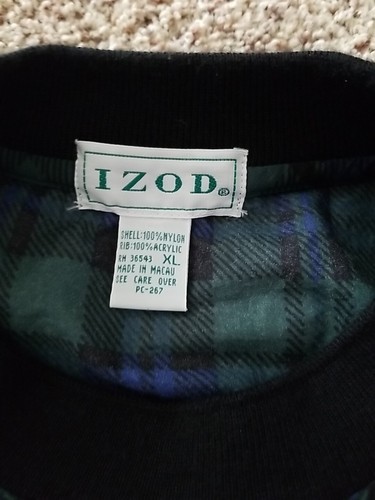 IZOD®
SHELL:100%NYLON
RIB:100%ACRYLIC
RN 36543 XL
MADE IN MACAU
SEE CARE OVER
PC-267